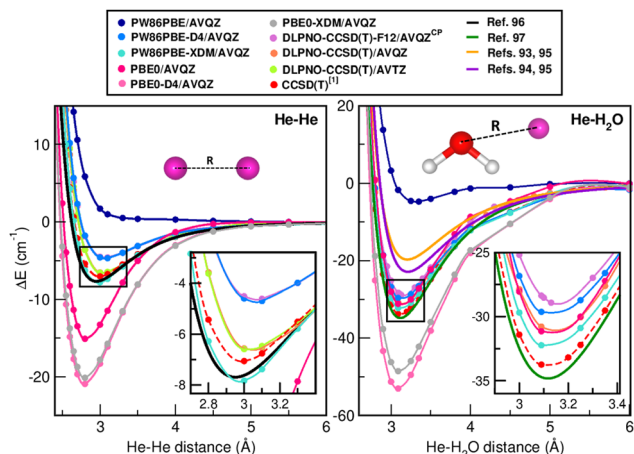 PW86PBE/AVQZ
PW86PBE-D4/AVQZ
PW86PBE-XDM/AVQZ
PBE0/AVQZ
PBE0-D4/AVQZ
PBE0-XDM/AVQZ
DLPNO-CCSD(T)-F12/AVQZ^CP
DLPNO-CCSD(T)/AVQZ
DLPNO-CCSD(T)/AVTZ
CCSD(T)^[1]
Ref. 96
Ref. 97
Refs. 93, 95
Refs. 94, 95
He-He
R
10
0
-10
-20
ΔE (cm⁻¹)
3 4 5 6
He-He distance (Å)
-4
-6
-8
2.8 3 3.2
He-H₂O
R
20
0
-20
-40
-60
3 4 5 6
He-H₂O distance (Å)
-25
-30
-35
3 3.2 3.4